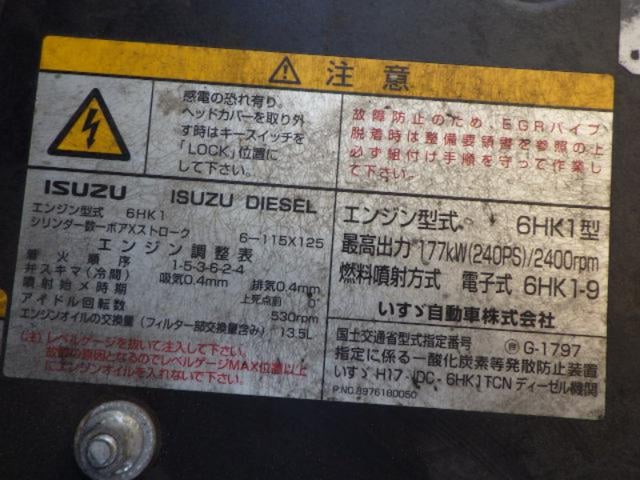 注意
感電の恐れ有り。
ヘッドカバーを取り外
す時はキースイッチを
「LOCK」位置に
して下さい。
故障防止のため、EGRパイプ
脱着時は整備要領書を参照の上
必ず組付け手順を守って作業し
て下さい。
ISUZU ISUZU DIESEL
エンジン型式 6HK1
シリンダ数ーボアXストローク 6-115X125
エンジン調整表
着火順序 1-5-3-6-2-4
弁スキマ(冷間) 吸気0.4mm 排気0.4mm
噴射始メ時期 上死点前 0°
アイドル回転数 530rpm
エンジンオイルの交換量(フィルター部交換量含み) 13.5L
(注)レベルゲージを抜いて注入して下さい。
故障の原因となるのでレベルゲージMAX位置以上
にエンジンオイルを入れないで下さい。
エンジン型式 6HK1型
最高出力 177kW(240PS)/2400rpm
燃料噴射方式 電子式 6HK1-9
いすゞ自動車株式会社
国土交通省型式指定番号 G-1797
指定に係る一酸化炭素等発散防止装置
いすゞ H17・DC-6HK1TCN ディーゼル機関
P.NO.8976180050